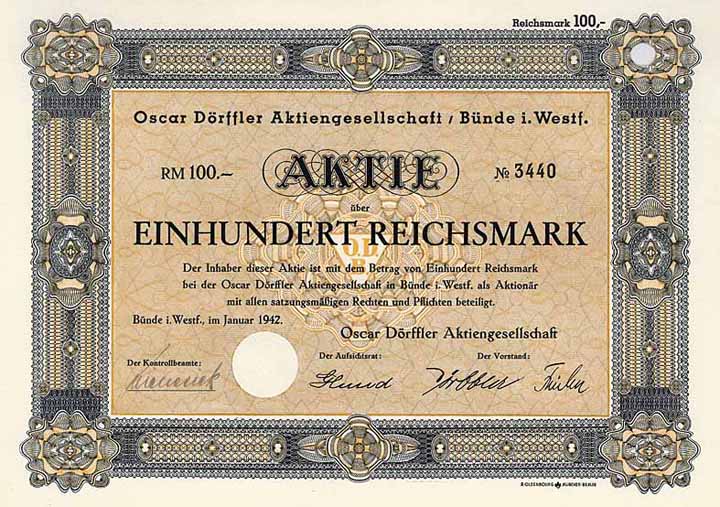 Reichsmark 100,-
Oscar Dörffler Aktiengesellschaft / Bünde i. Westf.
RM 100.— AKTIE № 3440
über
EINHUNDERT REICHSMARK
Der Inhaber dieser Aktie ist mit dem Betrag von Einhundert Reichsmark
bei der Oscar Dörffler Aktiengesellschaft in Bünde i. Westf. als Aktionär
mit allen satzungsmäßigen Rechten und Pflichten beteiligt.
Bünde i. Westf., im Januar 1942.
Oscar Dörffler Aktiengesellschaft
Der Kontrollbeamte: Der Aufsichtsrat: Der Vorstand: